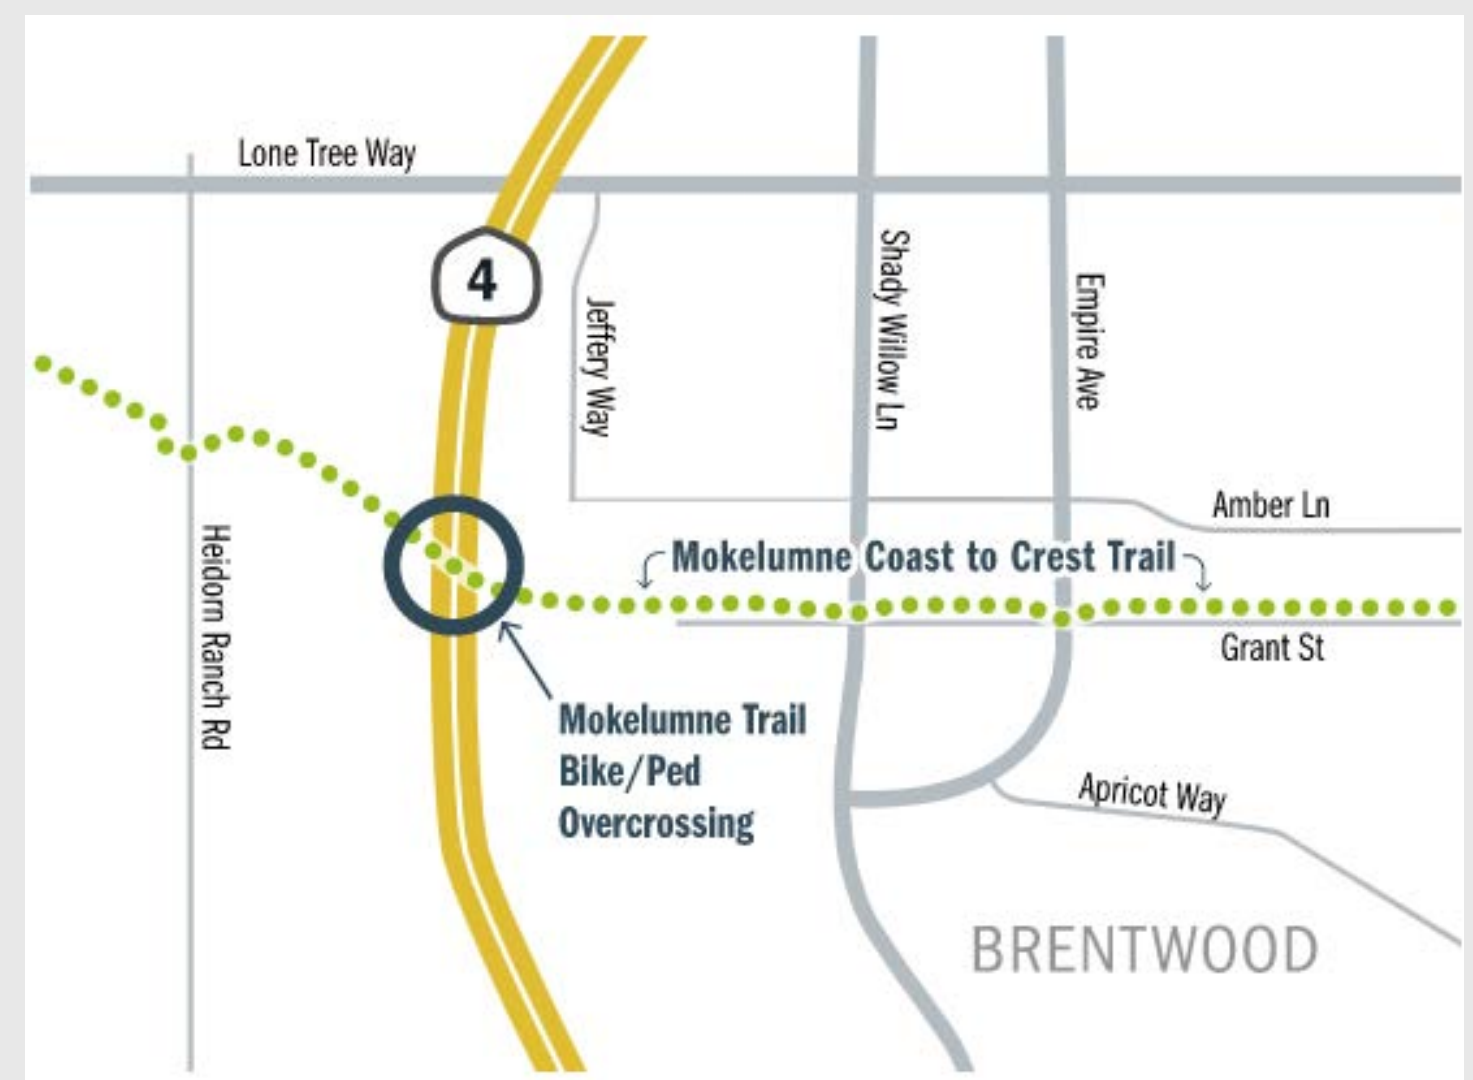 Lone Tree Way
4
Jeffery Way
Shady Willow Ln
Empire Ave
Heidorn Ranch Rd
Amber Ln
Mokelumne Coast to Crest Trail
Grant St
Mokelumne Trail
Bike/Ped
Overcrossing
Apricot Way
BRENTWOOD